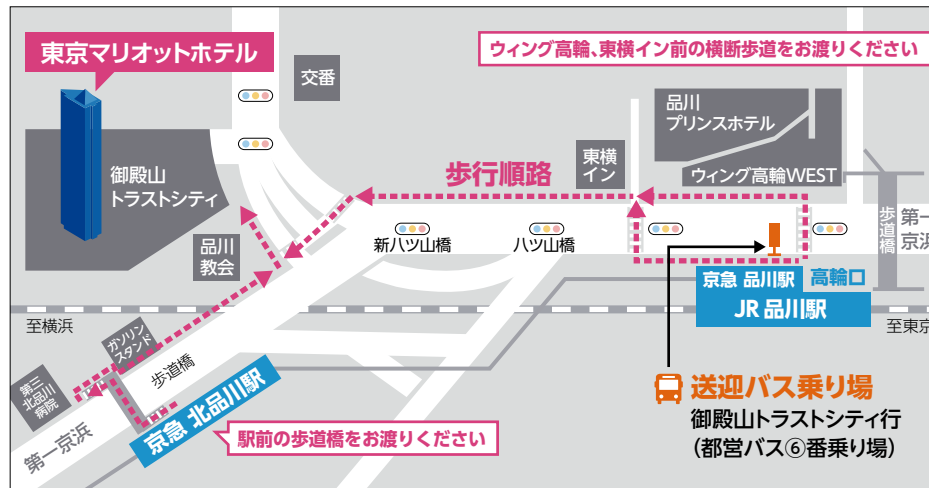 東京マリオットホテル
ウィング高輪、東横イン前の横断歩道をお渡りください
交番
品川
プリンスホテル
御殿山
トラストシティ
東横
イン
歩行順路
ウィング高輪WEST
歩道橋
第一
京浜
品川
教会
新八ツ山橋
八ツ山橋
京急 品川駅
高輪口
JR 品川駅
至横浜
至東京
ガソリン
スタンド
歩道橋
第三
北品川
病院
京急 北品川駅
第一京浜
駅前の歩道橋をお渡りください
送迎バス乗り場
御殿山トラストシティ行
(都営バス⑥番乗り場)